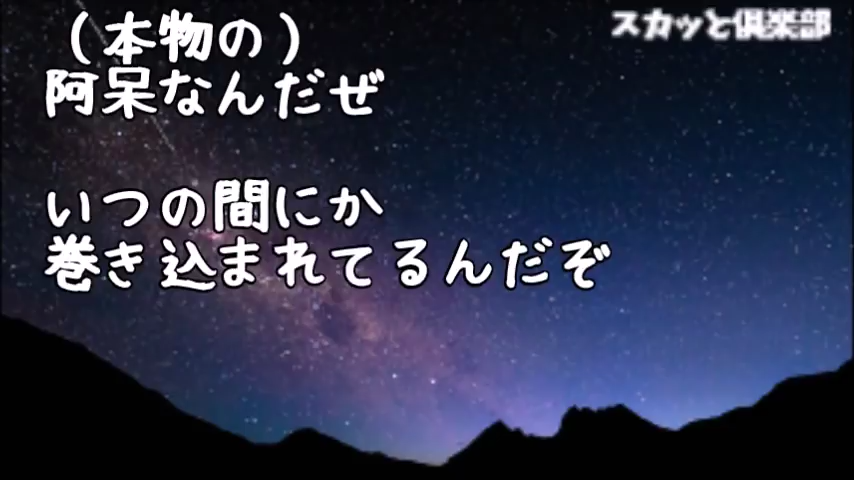 スカッと倶楽部
（本物の）
阿呆なんだぜ
いつの間にか
巻き込まれてるんだぞ